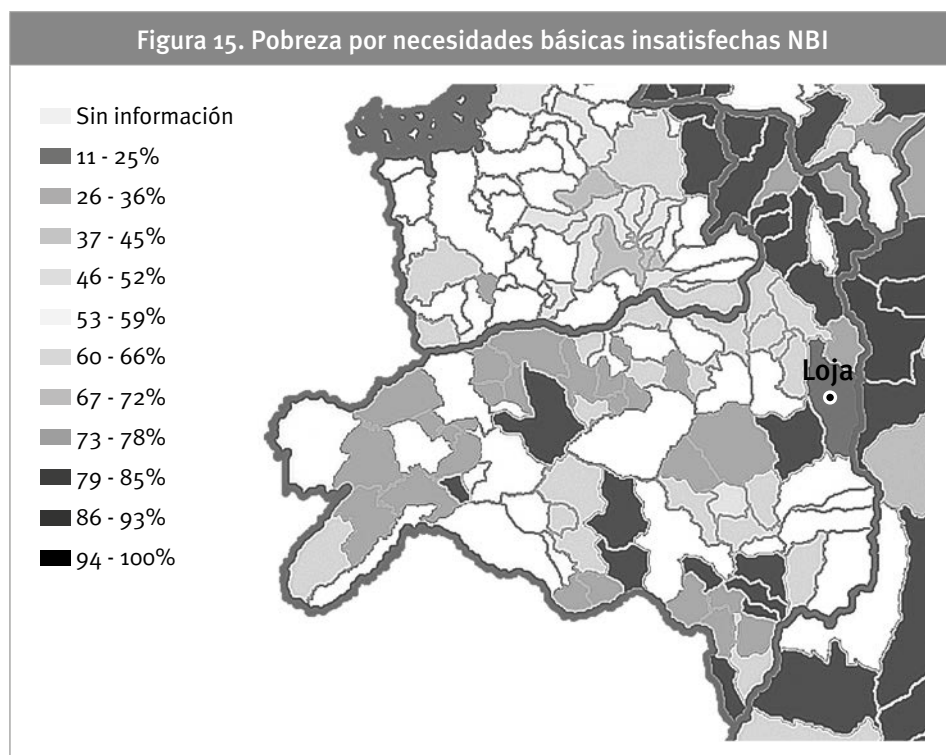 Figura 15. Pobreza por necesidades básicas insatisfechas NBI
Sin información
11 - 25%
26 - 36%
37 - 45%
46 - 52%
53 - 59%
60 - 66%
67 - 72%
73 - 78%
79 - 85%
86 - 93%
94 - 100%
Loja